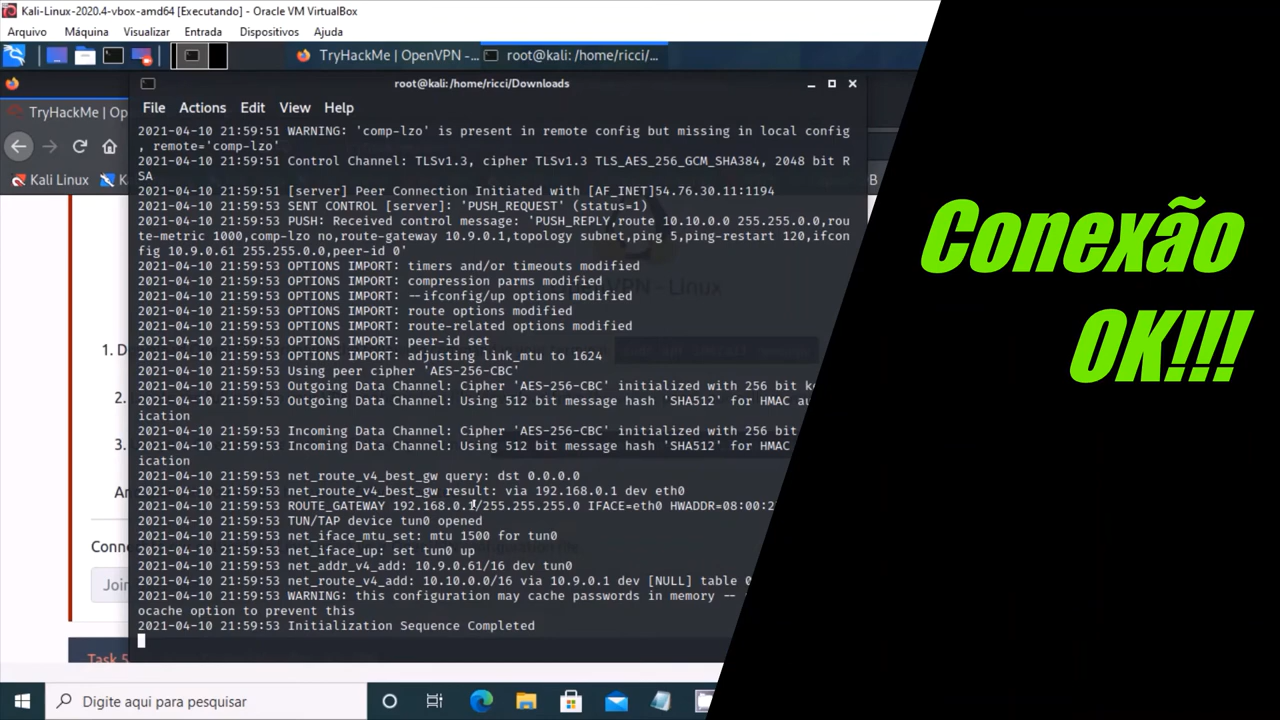 Kali-Linux-2020.4-vbox-amd64 [Executando] - Oracle VM VirtualBox
Arquivo Máquina Visualizar Entrada Dispositivos Ajuda
TryHackMe | OpenVPN -... root@kali: /home/ricci/...
root@kali: /home/ricci/Downloads
File Actions Edit View Help
TryHackMe | Op
Kali Linux
2021-04-10 21:59:51 WARNING: 'comp-lzo' is present in remote config but missing in local config
, remote='comp-lzo'
2021-04-10 21:59:51 Control Channel: TLSv1.3, cipher TLSv1.3 TLS_AES_256_GCM_SHA384, 2048 bit R
SA
2021-04-10 21:59:51 [server] Peer Connection Initiated with [AF_INET]54.76.30.11:1194
2021-04-10 21:59:53 SENT CONTROL [server]: 'PUSH_REQUEST' (status=1)
2021-04-10 21:59:53 PUSH: Received control message: 'PUSH_REPLY,route 10.10.0.0 255.255.0.0,rou
te-metric 1000,comp-lzo no,route-gateway 10.9.0.1,topology subnet,ping 5,ping-restart 120,ifcon
fig 10.9.0.61 255.255.0.0,peer-id 0'
2021-04-10 21:59:53 OPTIONS IMPORT: timers and/or timeouts modified
2021-04-10 21:59:53 OPTIONS IMPORT: compression parms modified
2021-04-10 21:59:53 OPTIONS IMPORT: --ifconfig/up options modified
2021-04-10 21:59:53 OPTIONS IMPORT: route options modified
2021-04-10 21:59:53 OPTIONS IMPORT: route-related options modified
2021-04-10 21:59:53 OPTIONS IMPORT: peer-id set
2021-04-10 21:59:53 OPTIONS IMPORT: adjusting link_mtu to 1624
2021-04-10 21:59:53 Using peer cipher 'AES-256-CBC'
2021-04-10 21:59:53 Outgoing Data Channel: Cipher 'AES-256-CBC' initialized with 256 bit k
2021-04-10 21:59:53 Outgoing Data Channel: Using 512 bit message hash 'SHA512' for HMAC au
ication
2021-04-10 21:59:53 Incoming Data Channel: Cipher 'AES-256-CBC' initialized with 256 bit
2021-04-10 21:59:53 Incoming Data Channel: Using 512 bit message hash 'SHA512' for HMAC
ication
2021-04-10 21:59:53 net_route_v4_best_gw query: dst 0.0.0.0
2021-04-10 21:59:53 net_route_v4_best_gw result: via 192.168.0.1 dev eth0
2021-04-10 21:59:53 ROUTE_GATEWAY 192.168.0.1/255.255.255.0 IFACE=eth0 HWADDR=08:00:2
2021-04-10 21:59:53 TUN/TAP device tun0 opened
2021-04-10 21:59:53 net_iface_mtu_set: mtu 1500 for tun0
2021-04-10 21:59:53 net_iface_up: set tun0 up
2021-04-10 21:59:53 net_addr_v4_add: 10.9.0.61/16 dev tun0
2021-04-10 21:59:53 net_route_v4_add: 10.10.0.0/16 via 10.9.0.1 dev [NULL] table 0
2021-04-10 21:59:53 WARNING: this configuration may cache passwords in memory --
ocache option to prevent this
2021-04-10 21:59:53 Initialization Sequence Completed
1. D
2.
3.
Conne
Join
Task 5
Digite aqui para pesquisar
Conexão
OK!!!